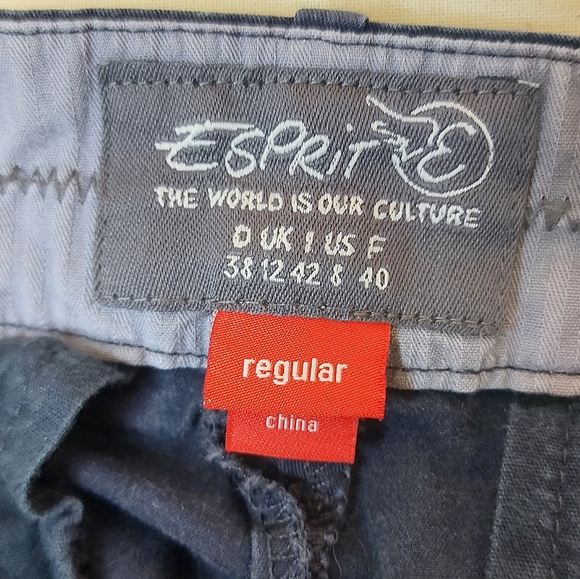 ESPRIT E
THE WORLD IS OUR CULTURE
D UK I US F
38 12 42 8 40
regular
china